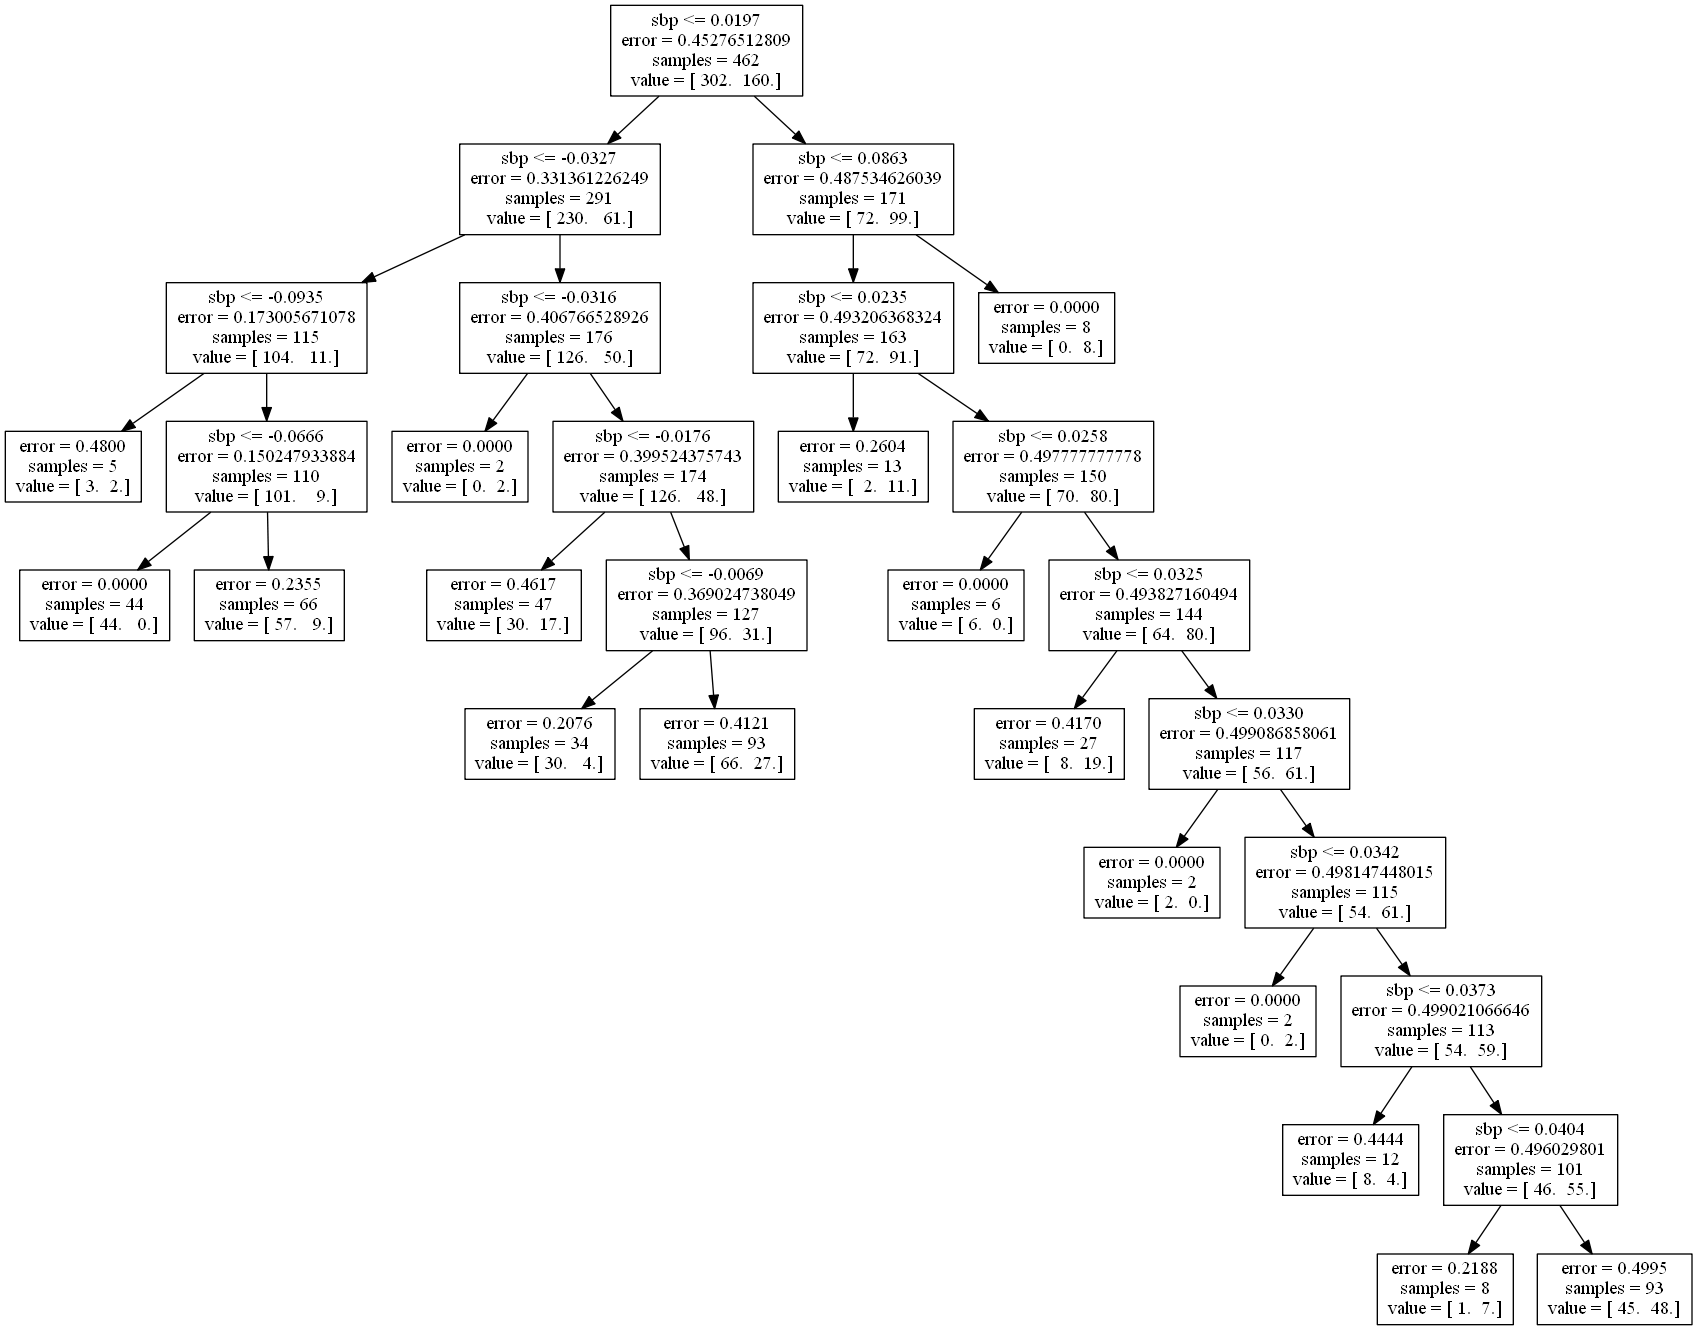 sbp <= 0.0197
error = 0.45276512809
samples = 462
value = [ 302.  160.]
sbp <= -0.0327
error = 0.331361226249
samples = 291
value = [ 230.   61.]
sbp <= 0.0863
error = 0.487534626039
samples = 171
value = [ 72.  99.]
sbp <= -0.0935
error = 0.173005671078
samples = 115
value = [ 104.   11.]
sbp <= -0.0316
error = 0.406766528926
samples = 176
value = [ 126.   50.]
sbp <= 0.0235
error = 0.493206368324
samples = 163
value = [ 72.  91.]
error = 0.0000
samples = 8
value = [ 0.  8.]
error = 0.4800
samples = 5
value = [ 3.  2.]
sbp <= -0.0666
error = 0.150247933884
samples = 110
value = [ 101.    9.]
error = 0.0000
samples = 2
value = [ 0.  2.]
sbp <= -0.0176
error = 0.399524375743
samples = 174
value = [ 126.   48.]
error = 0.2604
samples = 13
value = [  2.  11.]
sbp <= 0.0258
error = 0.497777777778
samples = 150
value = [ 70.  80.]
error = 0.0000
samples = 44
value = [ 44.   0.]
error = 0.2355
samples = 66
value = [ 57.   9.]
error = 0.4617
samples = 47
value = [ 30.  17.]
sbp <= -0.0069
error = 0.369024738049
samples = 127
value = [ 96.  31.]
error = 0.0000
samples = 6
value = [ 6.  0.]
sbp <= 0.0325
error = 0.493827160494
samples = 144
value = [ 64.  80.]
error = 0.2076
samples = 34
value = [ 30.   4.]
error = 0.4121
samples = 93
value = [ 66.  27.]
error = 0.4170
samples = 27
value = [  8.  19.]
sbp <= 0.0330
error = 0.499086858061
samples = 117
value = [ 56.  61.]
error = 0.0000
samples = 2
value = [ 2.  0.]
sbp <= 0.0342
error = 0.498147448015
samples = 115
value = [ 54.  61.]
error = 0.0000
samples = 2
value = [ 0.  2.]
sbp <= 0.0373
error = 0.499021066646
samples = 113
value = [ 54.  59.]
error = 0.4444
samples = 12
value = [ 8.  4.]
sbp <= 0.0404
error = 0.496029801
samples = 101
value = [ 46.  55.]
error = 0.2188
samples = 8
value = [ 1.  7.]
error = 0.4995
samples = 93
value = [ 45.  48.]